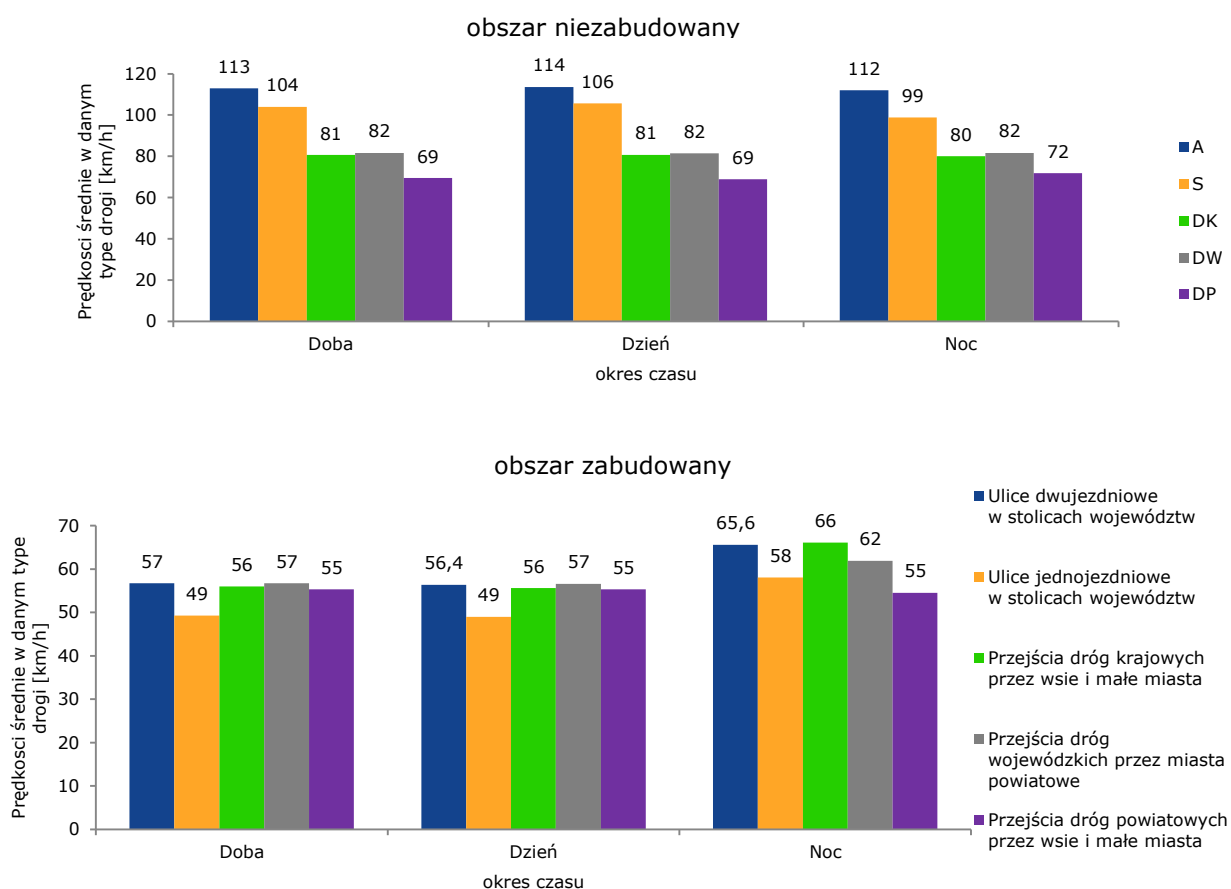 obszar niezabudowany
Prędkosci średnie w danym
type drogi [km/h]
120
100
80
60
40
20
0
113
104
81
82
69
114
106
81
82
69
112
99
80
82
72
Doba
Dzień
Noc
okres czasu
A
S
DK
DW
DP
obszar zabudowany
Prędkosci średnie w danym type
drogi [km/h]
70
60
50
40
30
20
10
0
57
49
56
57
55
56,4
49
56
57
55
65,6
58
66
62
55
Doba
Dzień
Noc
okres czasu
Ulice dwujezdniowe
w stolicach województw
Ulice jednojezdniowe
w stolicach województw
Przejścia dróg krajowych
przez wsie i małe miasta
Przejścia dróg
wojewódzkich przez miasta
powiatowe
Przejścia dróg powiatowych
przez wsie i małe miasta